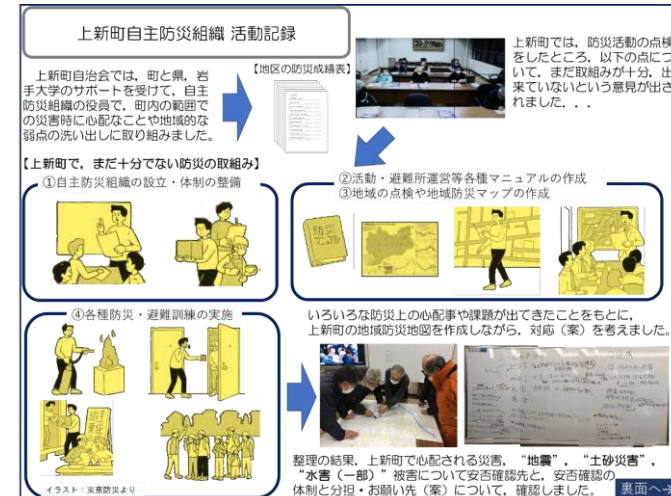 上新町自主防災組織 活動記録
上新町自治会では，町と県，岩
手大学のサポートを受けて，自主
防災組織の役員で，町内の範囲で
の災害時に心配なことや地域的な
弱点の洗い出しに取り組みました。
【地区の防災成績表】
上新町では，防災活動の点検
をしたところ，以下の点につ
いて，まだ取組みが十分，出
来ていないという意見が出さ
れました．．．
【上新町で，まだ十分でない防災の取組み】
①自主防災組織の設立・体制の整備
②活動・避難所運営等各種マニュアルの作成
③地域の点検や地域防災マップの作成
防災
マニュアル
④各種防災・避難訓練の実施
イラスト：東京防災より
いろいろな防災上の心配事や課題が出てきたことをもとに，
上新町の地域防災地図を作成しながら，対応（案）を考えました。
整理の結果，上新町で心配される災害，“地震”，“土砂災害”，
“水害（一部）”被害について安否確認先と，安否確認の
体制と分担・お願い先（案）について，確認しました。
裏面へ→